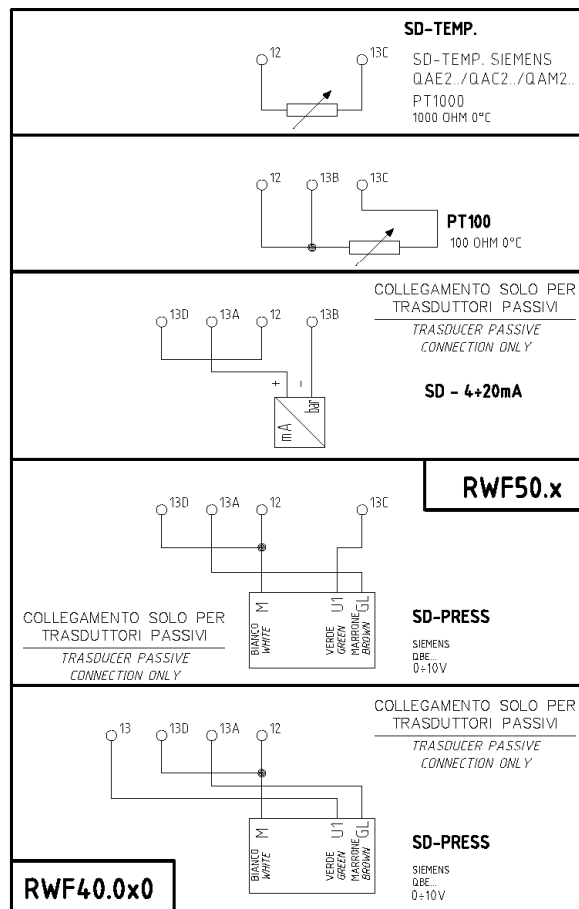 SD-TEMP.
12 13C
SD-TEMP. SIEMENS
QAE2../QAC2../QAM2..
PT1000
1000 OHM 0°C
12 13B 13C
PT100
100 OHM 0°C
COLLEGAMENTO SOLO PER
TRASDUTTORI PASSIVI
TRASDUCER PASSIVE
CONNECTION ONLY
13D 13A 12 13B
+ -
mA bar
SD - 4÷20mA
RWF50.x
13D 13A 12 13C
M U1 GL
BIANCO
WHITE
VERDE
GREEN
MARRONE
BROWN
COLLEGAMENTO SOLO PER
TRASDUTTORI PASSIVI
TRASDUCER PASSIVE
CONNECTION ONLY
SD-PRESS
SIEMENS
QBE...
0÷10V
COLLEGAMENTO SOLO PER
TRASDUTTORI PASSIVI
TRASDUCER PASSIVE
CONNECTION ONLY
13 13D 13A 12
M U1 GL
BIANCO
WHITE
VERDE
GREEN
MARRONE
BROWN
SD-PRESS
SIEMENS
QBE...
0÷10V
RWF40.0x0